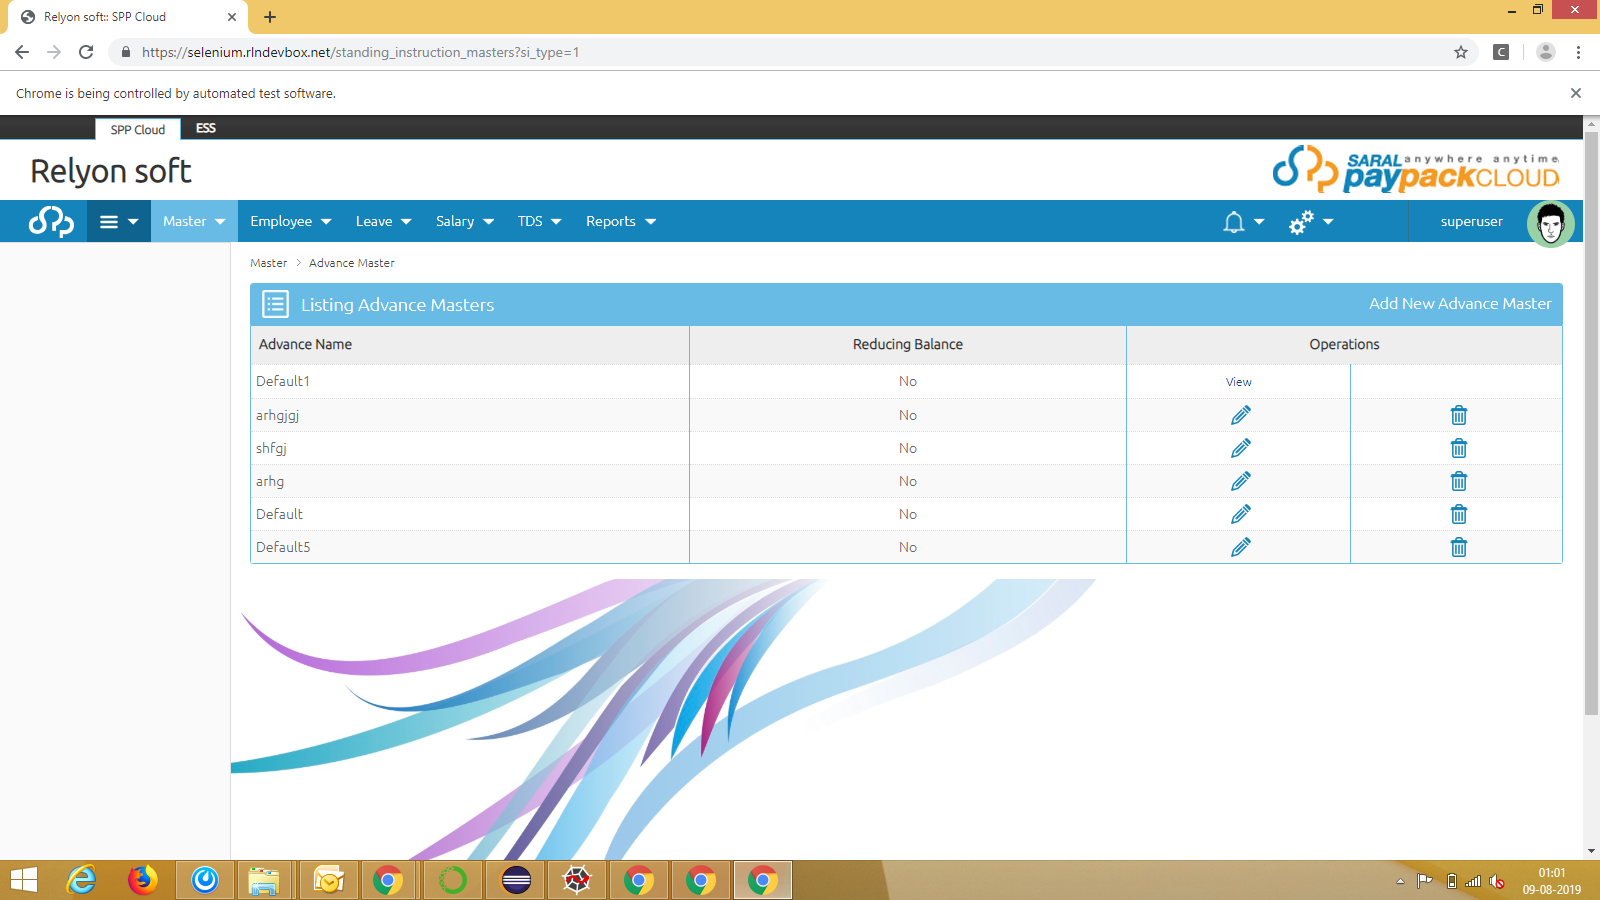 Relyon soft:: SPP Cloud
https://selenium.rlndevbox.net/standing_instruction_masters?si_type=1
C
Chrome is being controlled by automated test software.
SPP Cloud ESS
Relyon soft
SARAL anywhere anytime
paypackCLOUD
Master Employee Leave Salary TDS Reports superuser
Master > Advance Master
Listing Advance Masters Add New Advance Master
Advance Name Reducing Balance Operations
Default1 No View
arhgjgj No
shfgj No
arhg No
Default No
Default5 No
01:01
09-08-2019